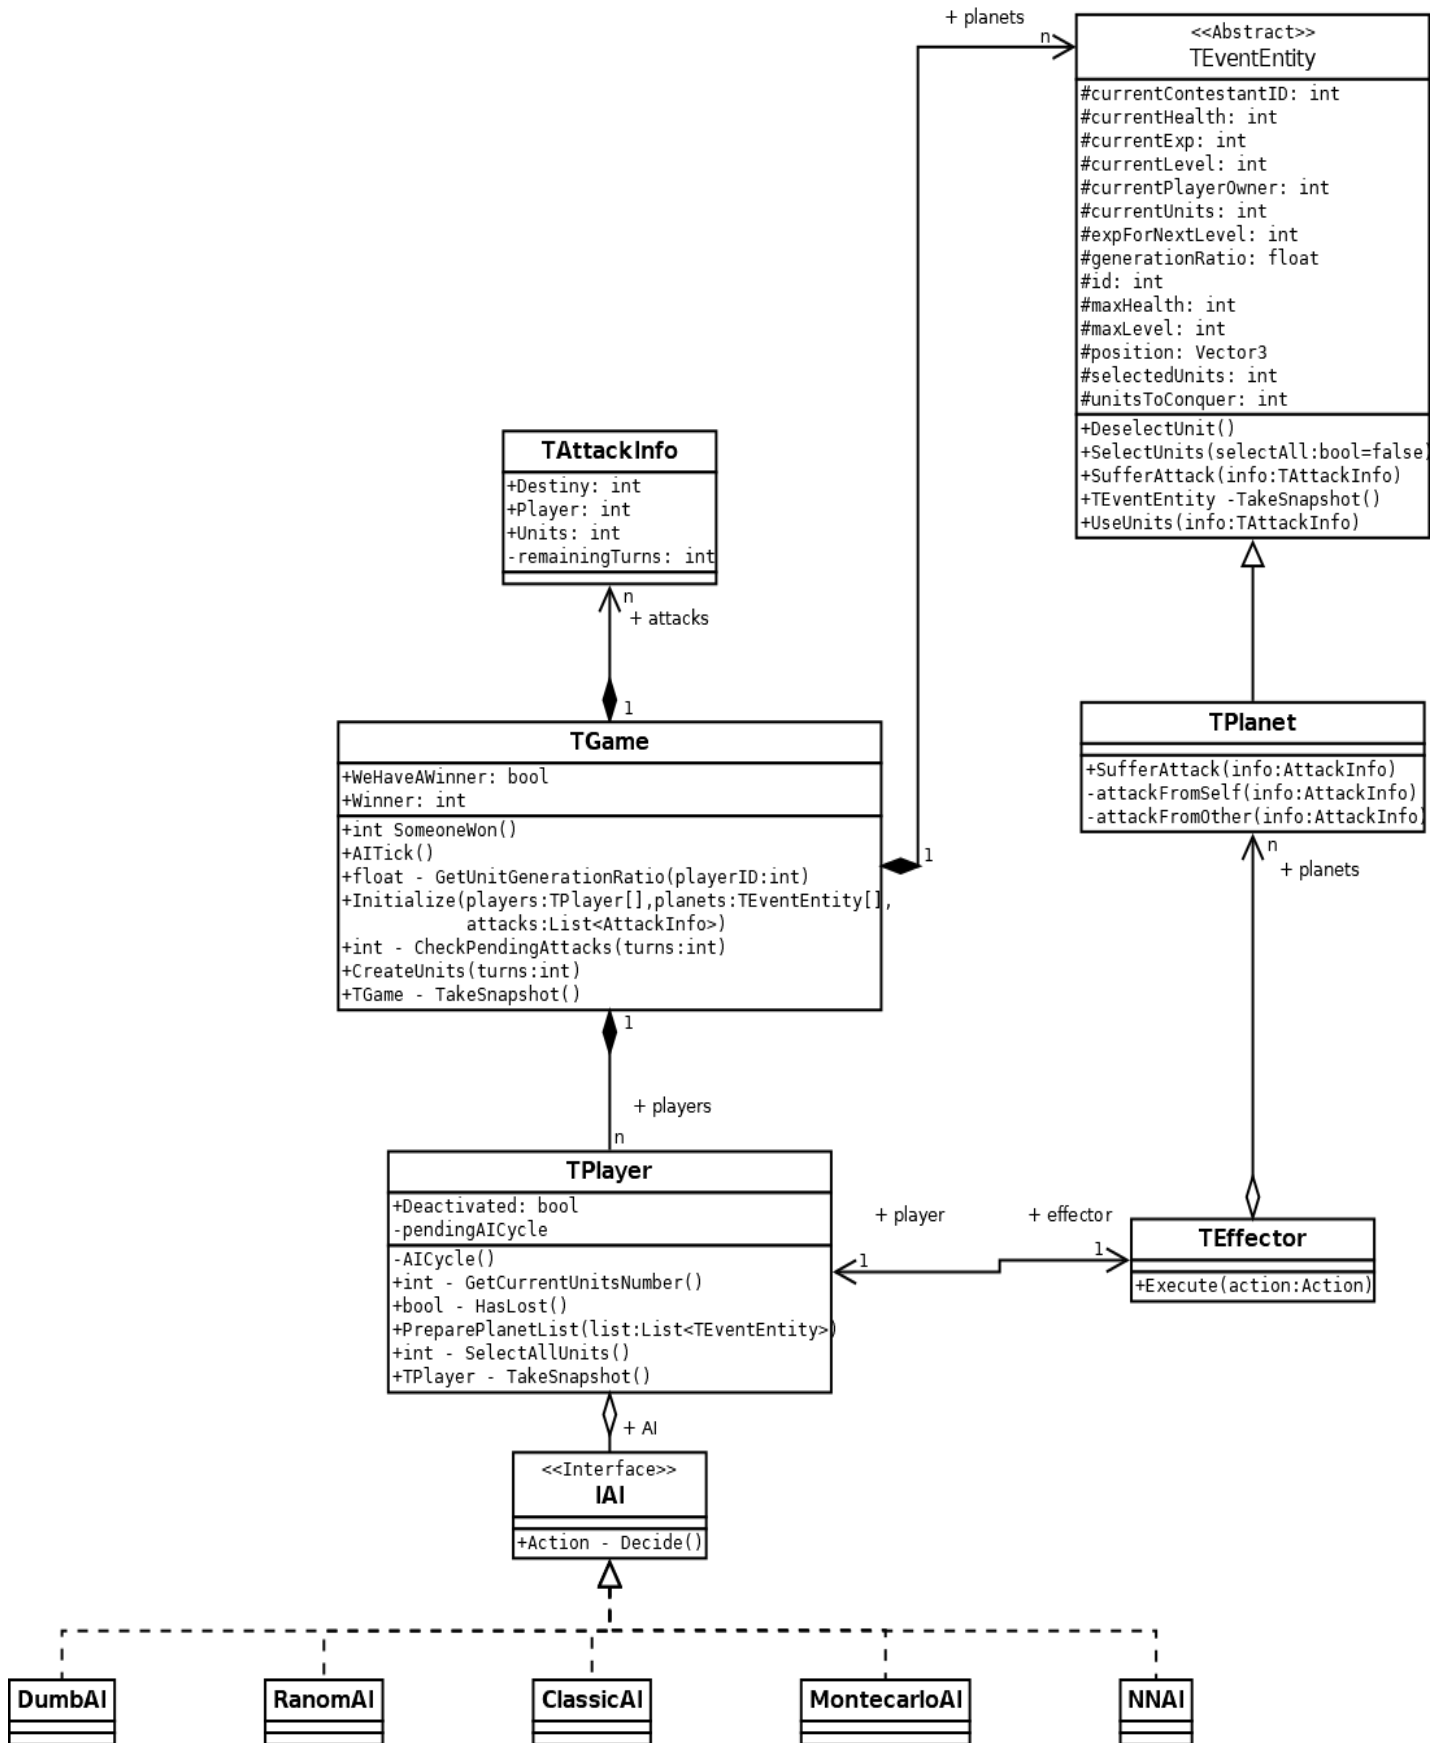 + planets
n
<<Abstract>>
TEventEntity
#currentContestantID: int
#currentHealth: int
#currentExp: int
#currentLevel: int
#currentPlayerOwner: int
#currentUnits: int
#expForNextLevel: int
#generationRatio: float
#id: int
#maxHealth: int
#maxLevel: int
#position: Vector3
#selectedUnits: int
#unitsToConquer: int
+DeselectUnit()
+SelectUnits(selectAll:bool=false)
+SufferAttack(info:TAttackInfo)
+TEventEntity -TakeSnapshot()
+UseUnits(info:TAttackInfo)
TAttackInfo
+Destiny: int
+Player: int
+Units: int
-remainingTurns: int
n
+ attacks
1
TGame
+WeHaveAWinner: bool
+Winner: int
+int SomeoneWon()
+AITick()
+float - GetUnitGenerationRatio(playerID:int)
+Initialize(players:TPlayer[],planets:TEventEntity[],
attacks:List<AttackInfo>)
+int - CheckPendingAttacks(turns:int)
+CreateUnits(turns:int)
+TGame - TakeSnapshot()
1
1
TPlanet
+SufferAttack(info:AttackInfo)
-attackFromSelf(info:AttackInfo)
-attackFromOther(info:AttackInfo)
n
+ planets
+ players
n
TPlayer
+Deactivated: bool
-pendingAICycle
-AICycle()
+int - GetCurrentUnitsNumber()
+bool - HasLost()
+PreparePlanetList(list:List<TEventEntity>)
+int - SelectAllUnits()
+TPlayer - TakeSnapshot()
+ player
1
+ effector
1
TEffector
+Execute(action:Action)
+ AI
<<Interface>>
IAI
+Action - Decide()
DumbAI
RanomAI
ClassicAI
MontecarloAI
NNAI